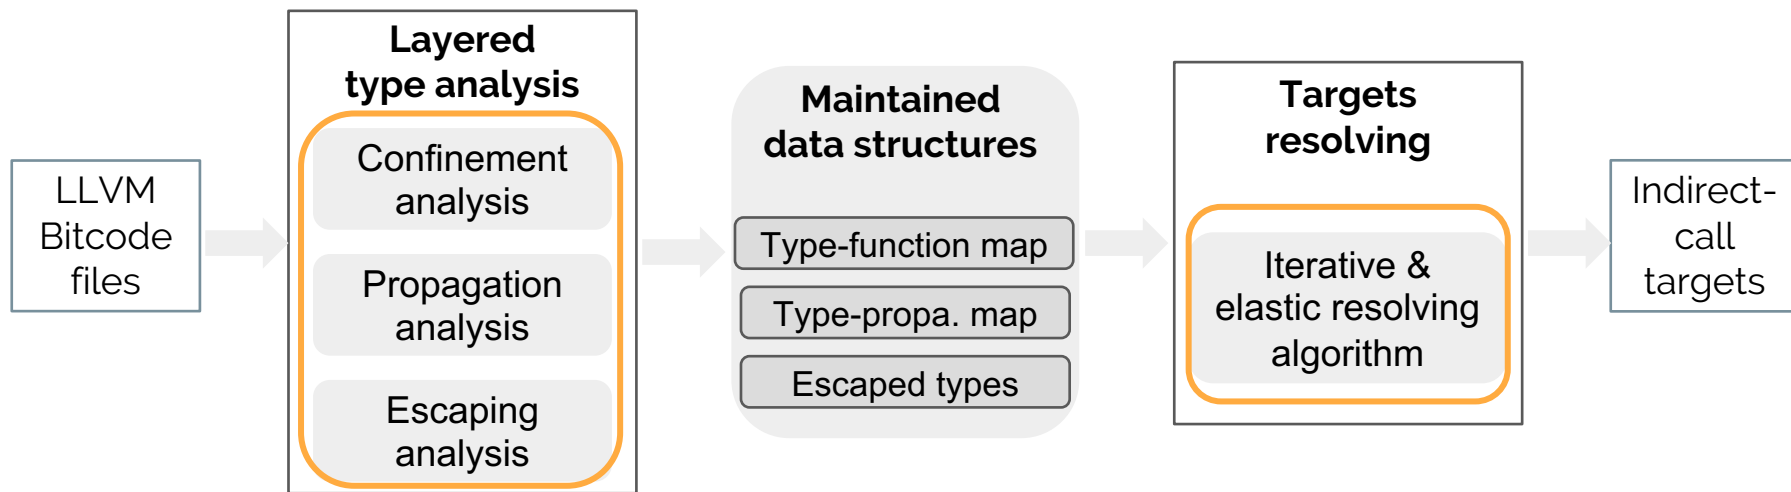 LLVM
Bitcode
files
Layered
type analysis
Confinement
analysis
Propagation
analysis
Escaping
analysis
Maintained
data structures
Type-function map
Type-propa. map
Escaped types
Targets
resolving
Iterative &
elastic resolving
algorithm
Indirect-
call
targets